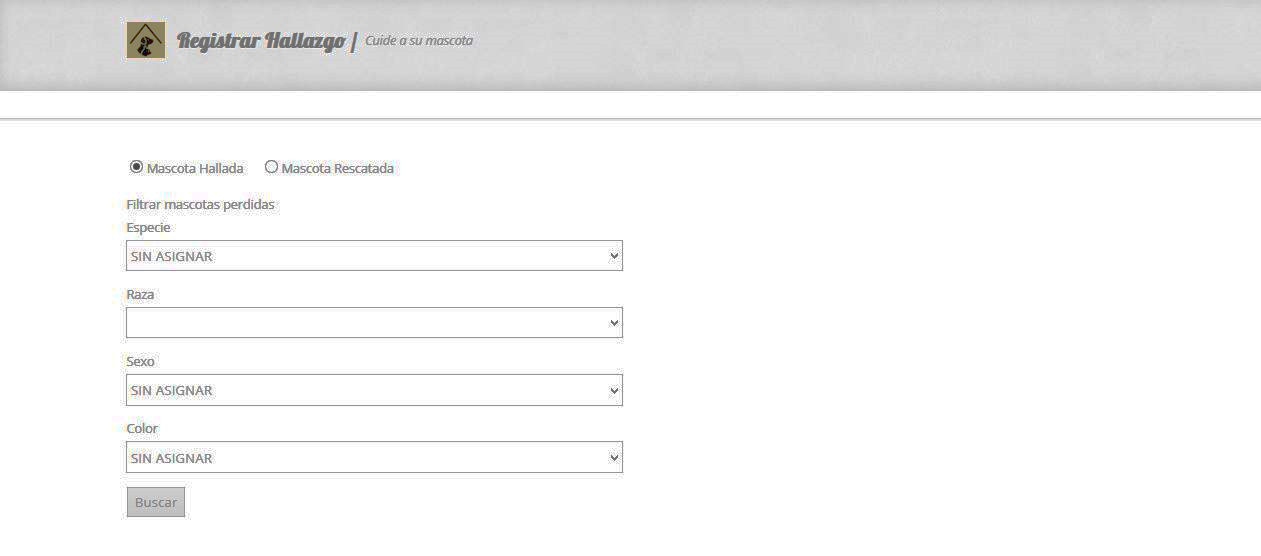 Registrar Hallazgo | Cuide a su mascota
Mascota Hallada Mascota Rescatada
Filtrar mascotas perdidas
Especie
SIN ASIGNAR
Raza
Sexo
SIN ASIGNAR
Color
SIN ASIGNAR
Buscar